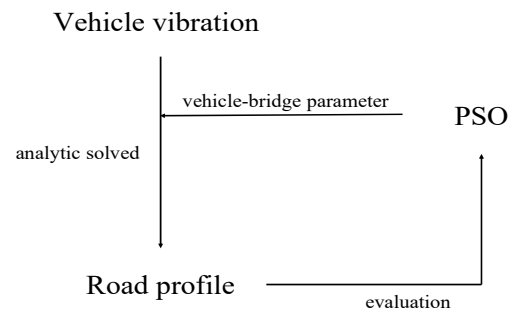 Vehicle vibration
vehicle-bridge parameter
PSO
analytic solved
Road profile
evaluation